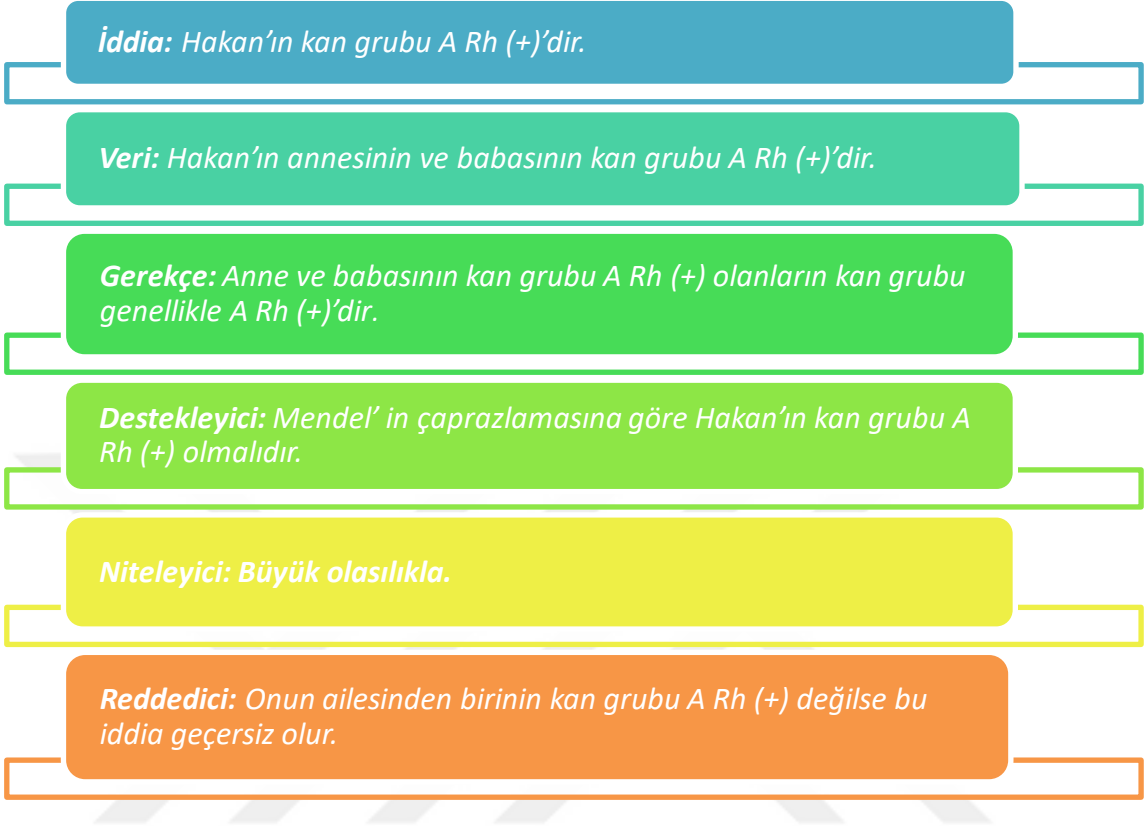 İddia: Hakan’ın kan grubu A Rh (+)’dir.
Veri: Hakan’ın annesinin ve babasının kan grubu A Rh (+)’dir.
Gerekçe: Anne ve babasının kan grubu A Rh (+) olanların kan grubu
genellikle A Rh (+)’dir.
Destekleyici: Mendel’ in çaprazlamasına göre Hakan’ın kan grubu A
Rh (+) olmalıdır.
Niteleyici: Büyük olasılıkla.
Reddedici: Onun ailesinden birinin kan grubu A Rh (+) değilse bu
iddia geçersiz olur.